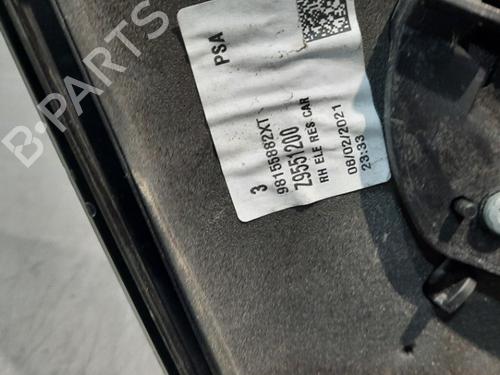 PSA
3
98155882XT
Z9551200
RH ELE RES CAR
08/02/2021
23:33
B-PARTS